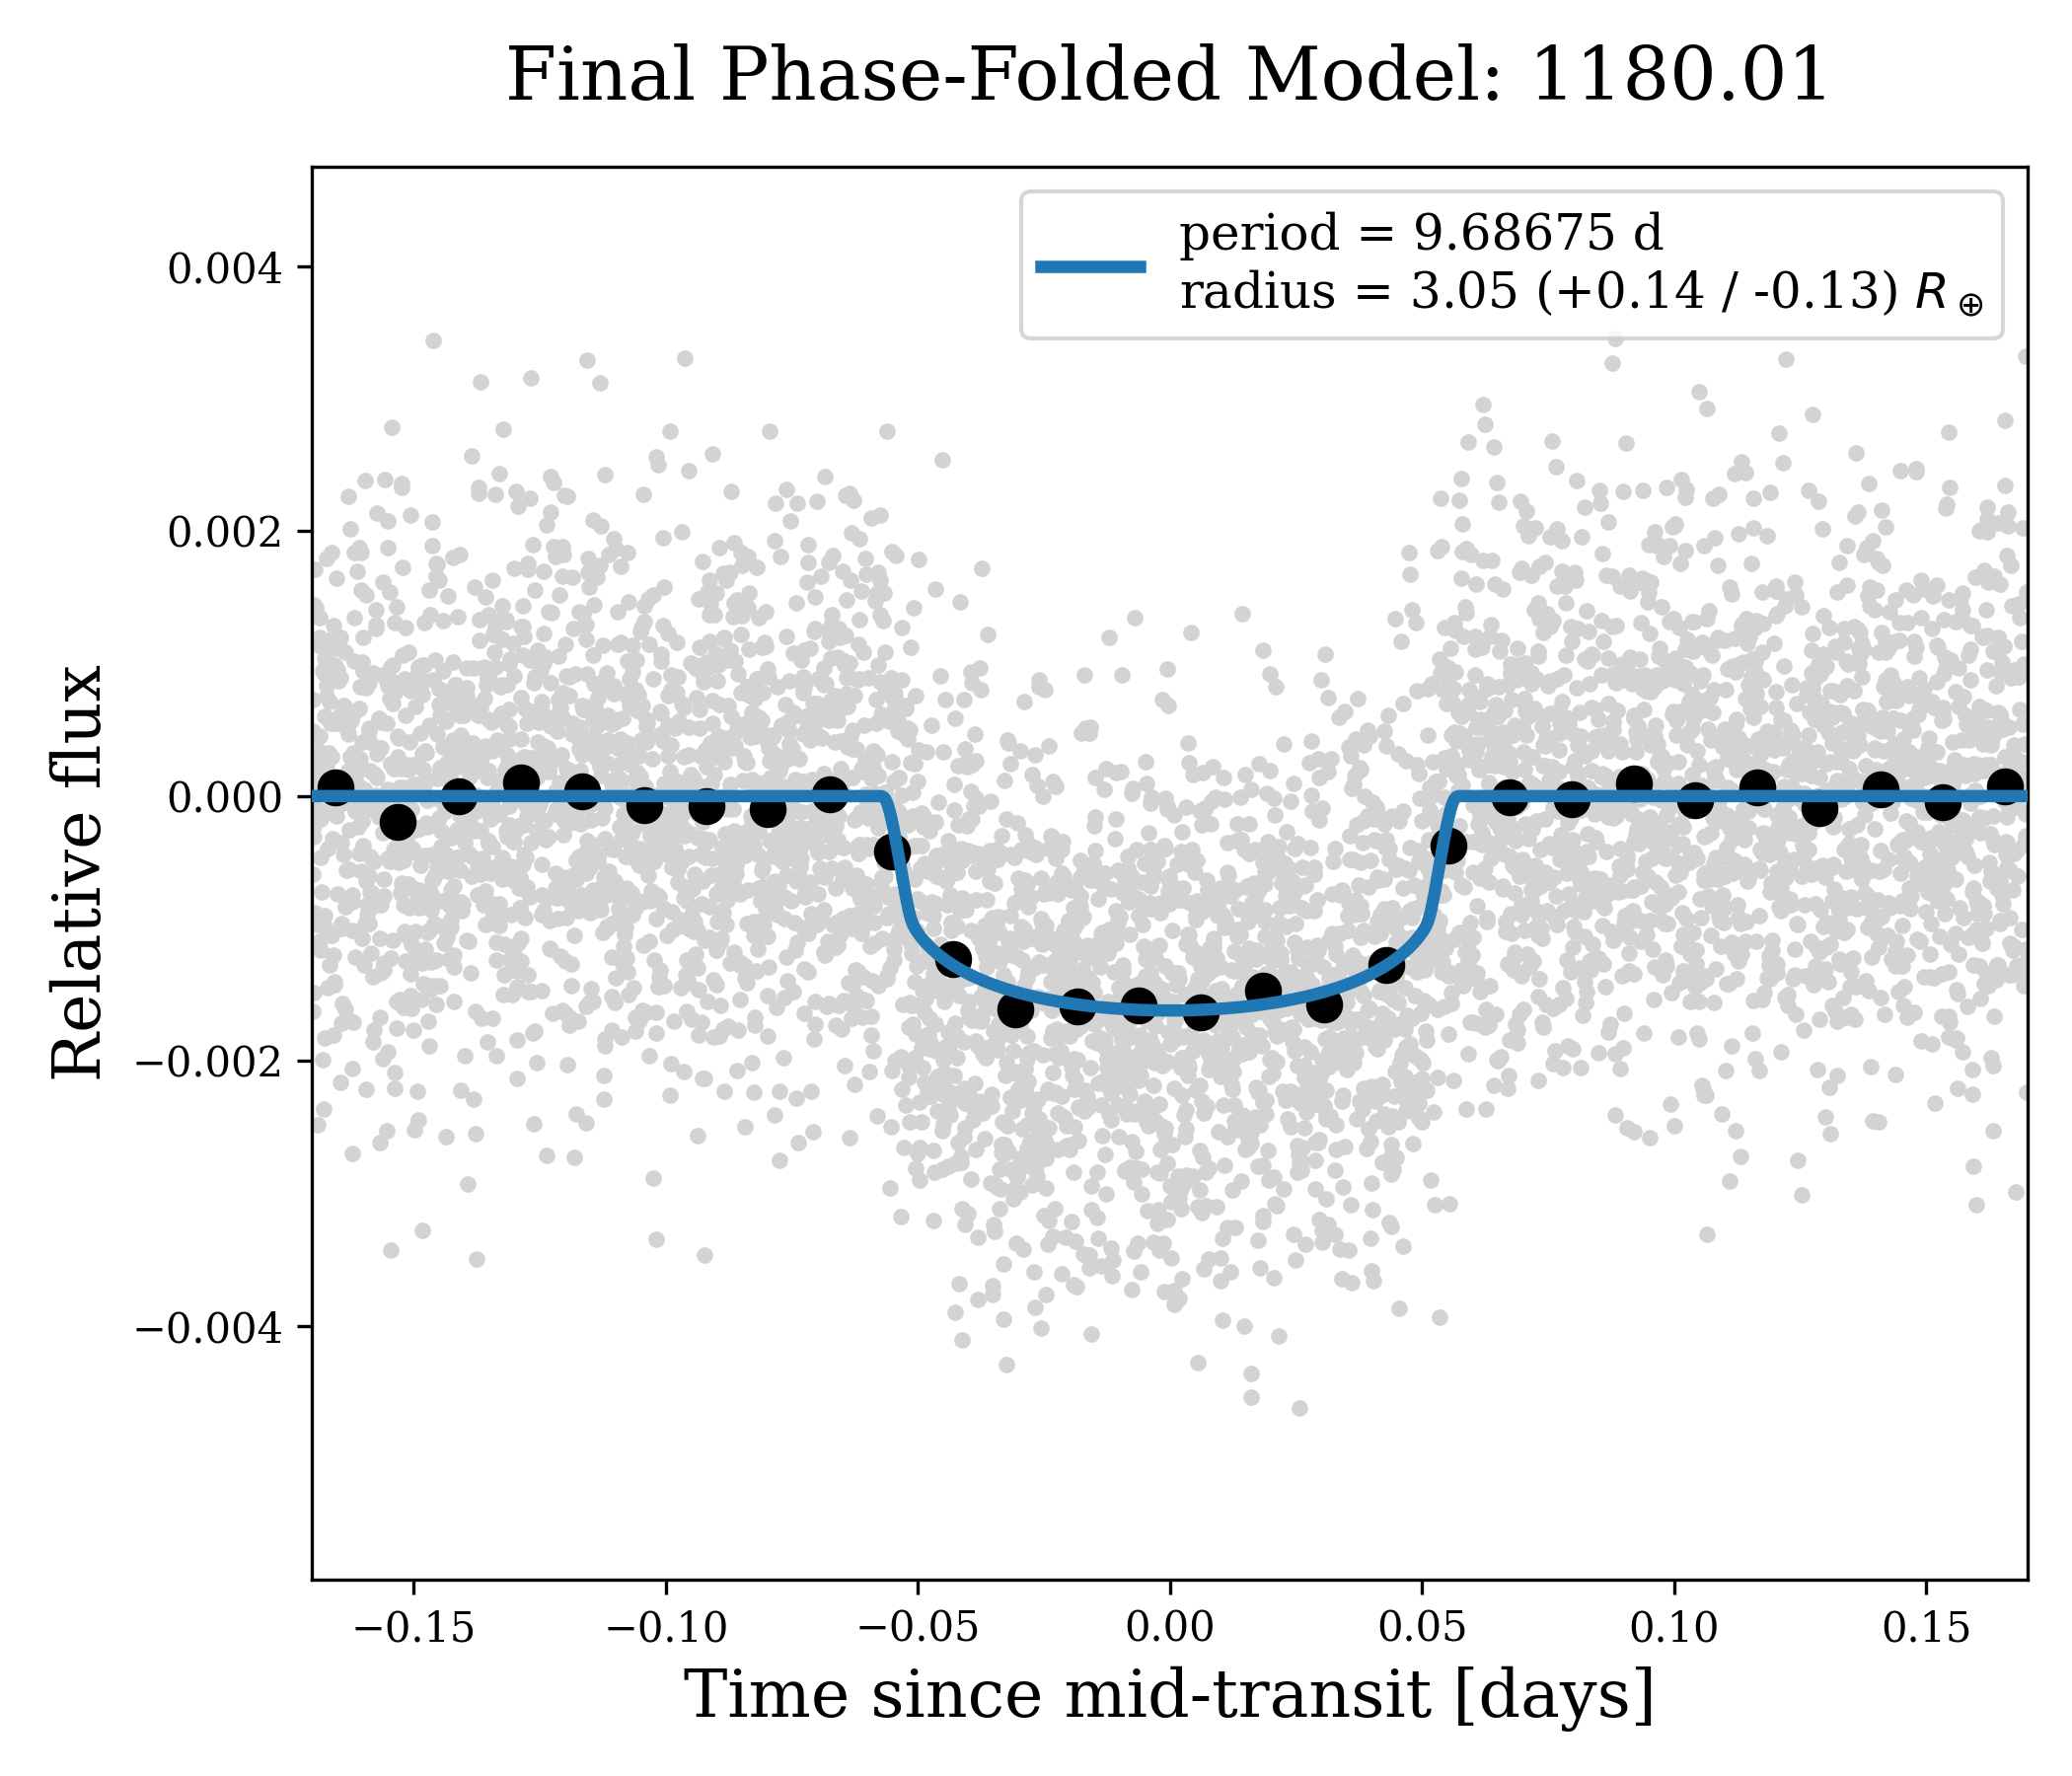 Final Phase-Folded Model: 1180.01
period = 9.68675 d
radius = 3.05 (+0.14 / -0.13) R⊕
0.004
0.002
0.000
−0.002
−0.004
Relative flux
−0.15
−0.10
−0.05
0.00
0.05
0.10
0.15
Time since mid-transit [days]